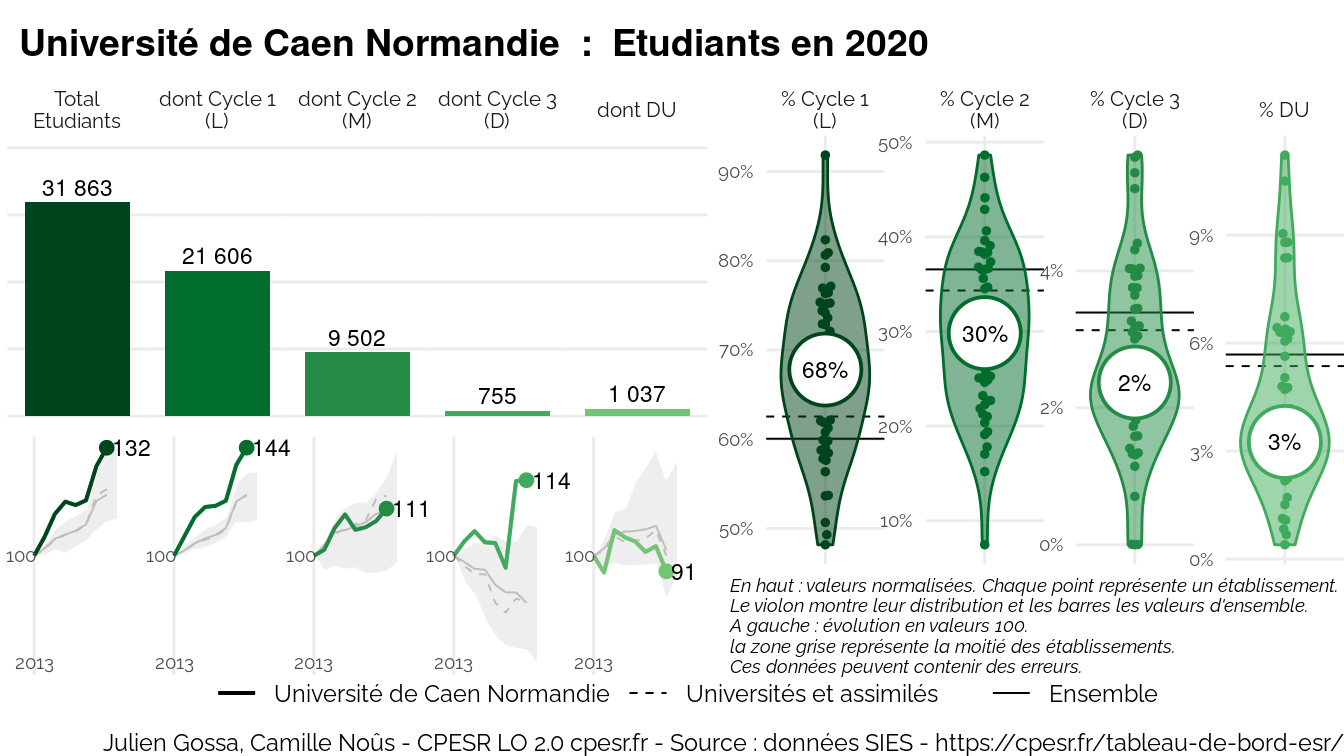 Université de Caen Normandie : Etudiants en 2020
Total
Etudiants
dont Cycle 1
(L)
dont Cycle 2
(M)
dont Cycle 3
(D)
dont DU
31 863
21 606
9 502
755
1 037
132
100
2013
144
100
2013
111
100
2013
114
100
2013
91
100
2013
% Cycle 1
(L)
90%
80%
70%
60%
50%
68%
% Cycle 2
(M)
50%
40%
30%
20%
10%
30%
% Cycle 3
(D)
4%
2%
0%
2%
% DU
9%
6%
3%
0%
3%
En haut : valeurs normalisées. Chaque point représente un établissement.
Le violon montre leur distribution et les barres les valeurs d'ensemble.
A gauche : évolution en valeurs 100.
la zone grise représente la moitié des établissements.
Ces données peuvent contenir des erreurs.
Université de Caen Normandie
Universités et assimilés
Ensemble
Julien Gossa, Camille Noûs - CPESR LO 2.0 cpesr.fr - Source : données SIES - https://cpesr.fr/tableau-de-bord-esr/